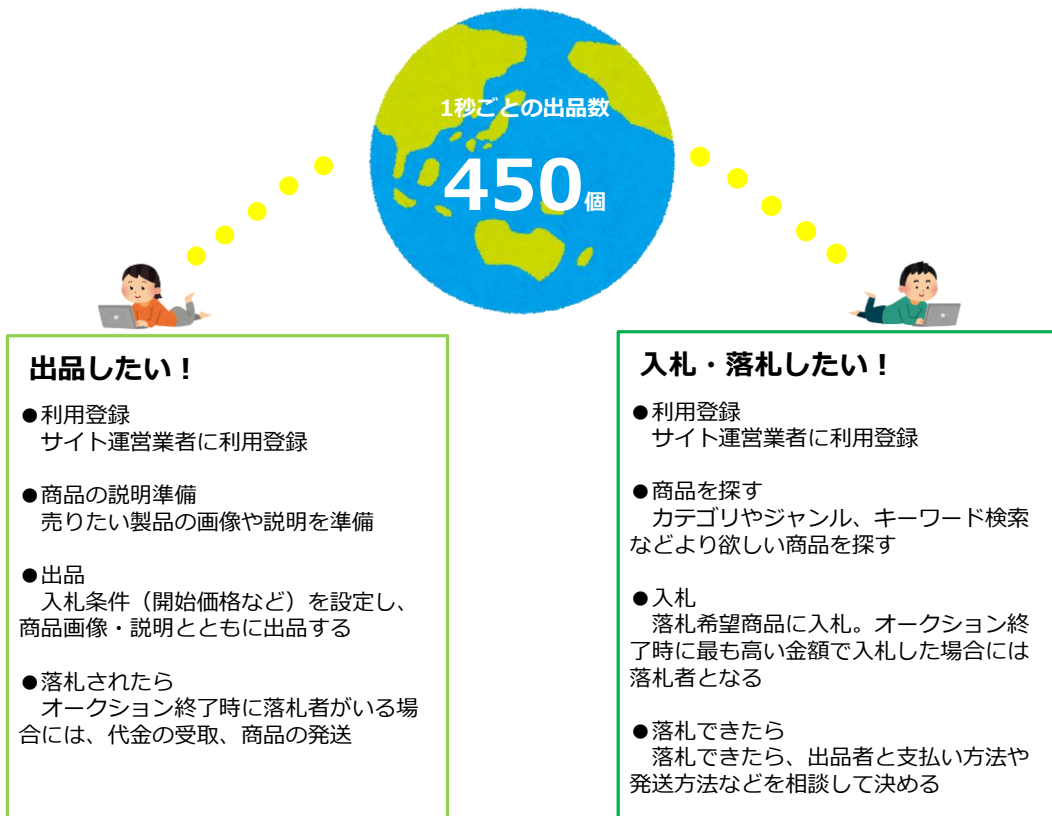 1秒ごとの出品数
450個
出品したい！
●利用登録
サイト運営業者に利用登録
●商品の説明準備
売りたい製品の画像や説明を準備
●出品
入札条件（開始価格など）を設定し、
商品画像・説明とともに出品する
●落札されたら
オークション終了時に落札者がいる場
合には、代金の受取、商品の発送
入札・落札したい！
●利用登録
サイト運営業者に利用登録
●商品を探す
カテゴリやジャンル、キーワード検索
などより欲しい商品を探す
●入札
落札希望商品に入札。オークション終
了時に最も高い金額で入札した場合には
落札者となる
●落札できたら
落札できたら、出品者と支払い方法や
発送方法などを相談して決める